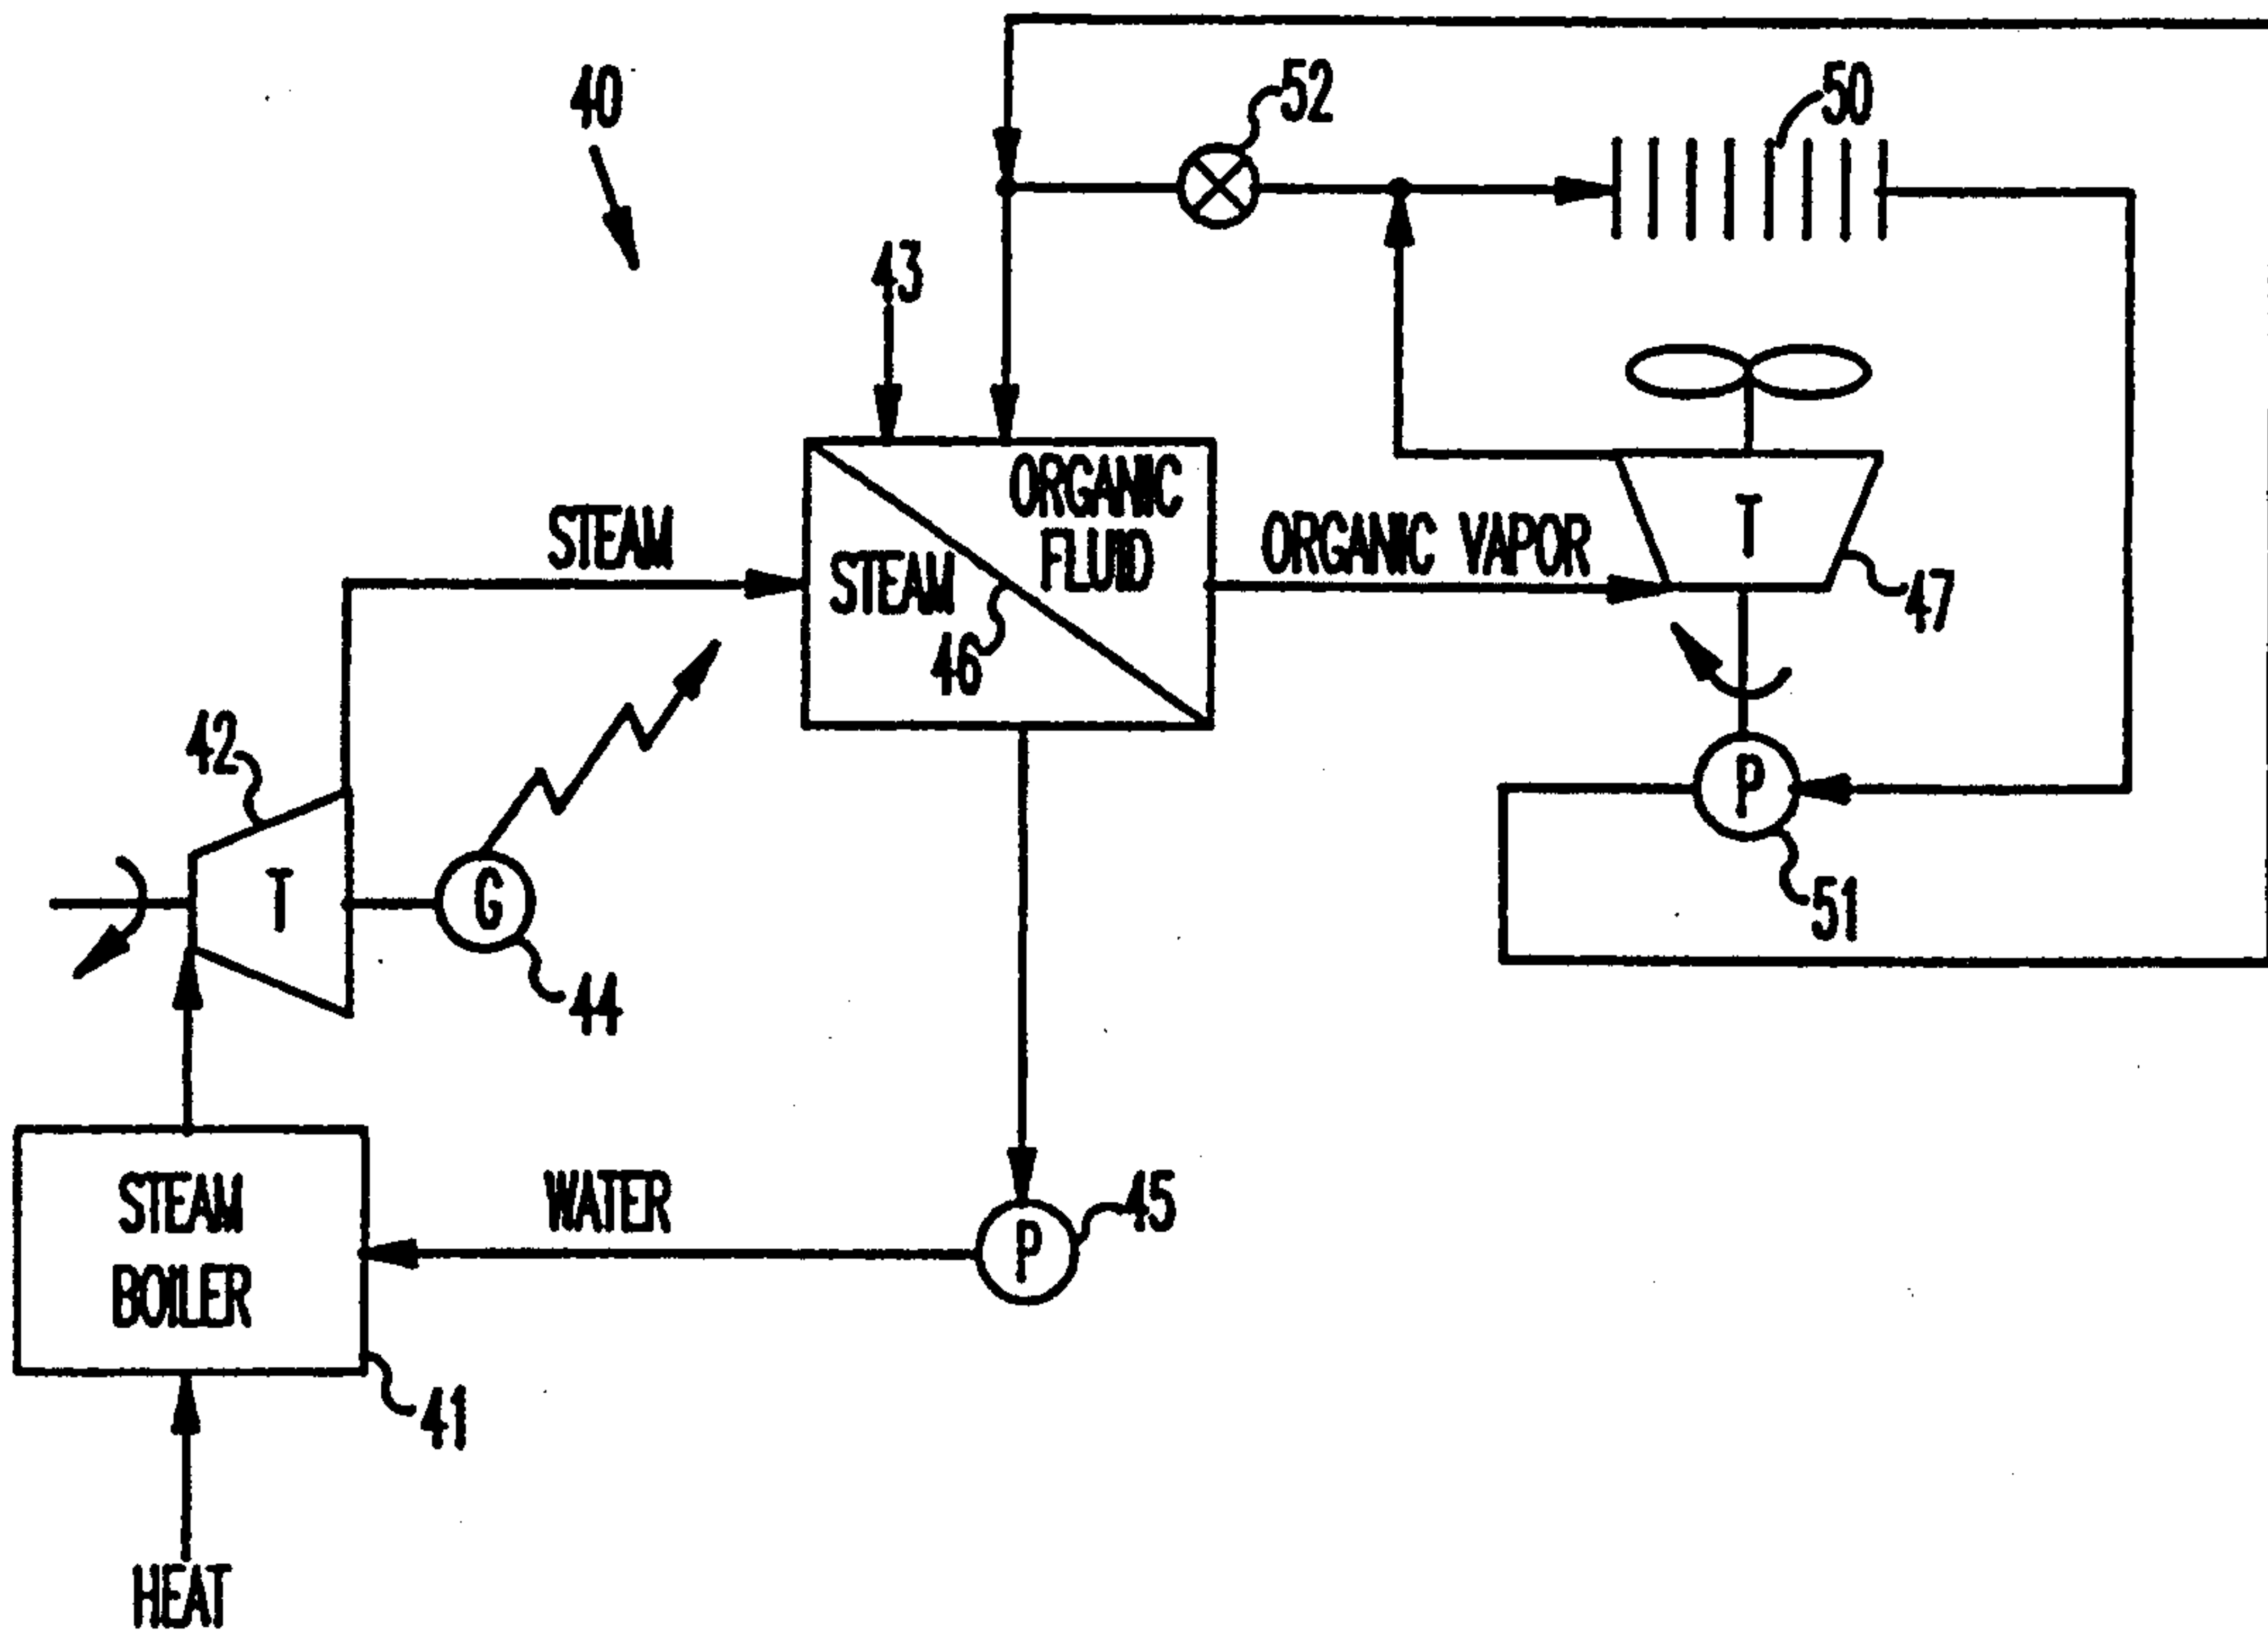 40
52
50
43
ORGANIC
FLUID
STEAM
46
STEAM
ORGANIC VAPOR
T
47
42
T
G
44
P
51
STEAM
BOILER
41
WATER
P
45
HEAT